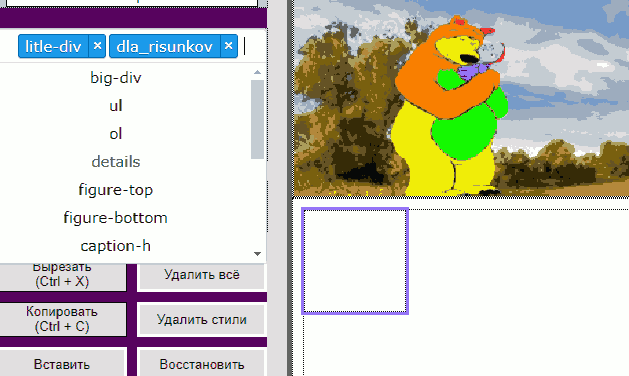 litle-div × dla_risunkov ×
big-div
ul
ol
details
figure-top
figure-bottom
caption-h
Вырезать
(Ctrl + X)
Удалить всё
Копировать
(Ctrl + C)
Удалить стили
Вставить
Восстановить